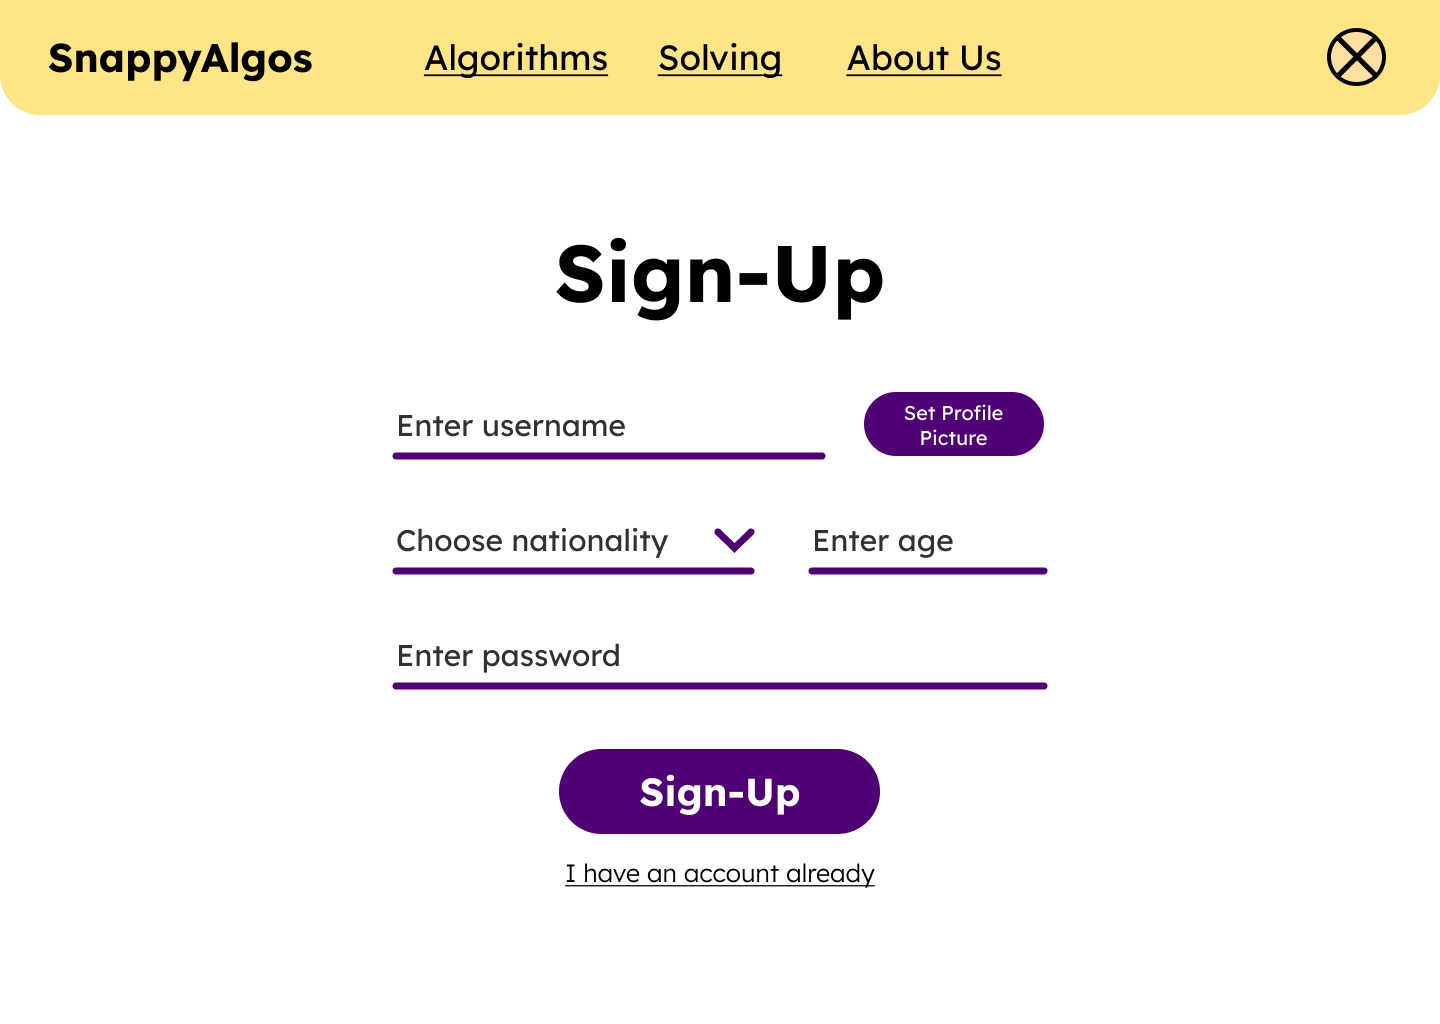 SnappyAlgos
Algorithms
Solving
About Us
Sign-Up
Enter username
Set Profile
Picture
Choose nationality
Enter age
Enter password
Sign-Up
I have an account already